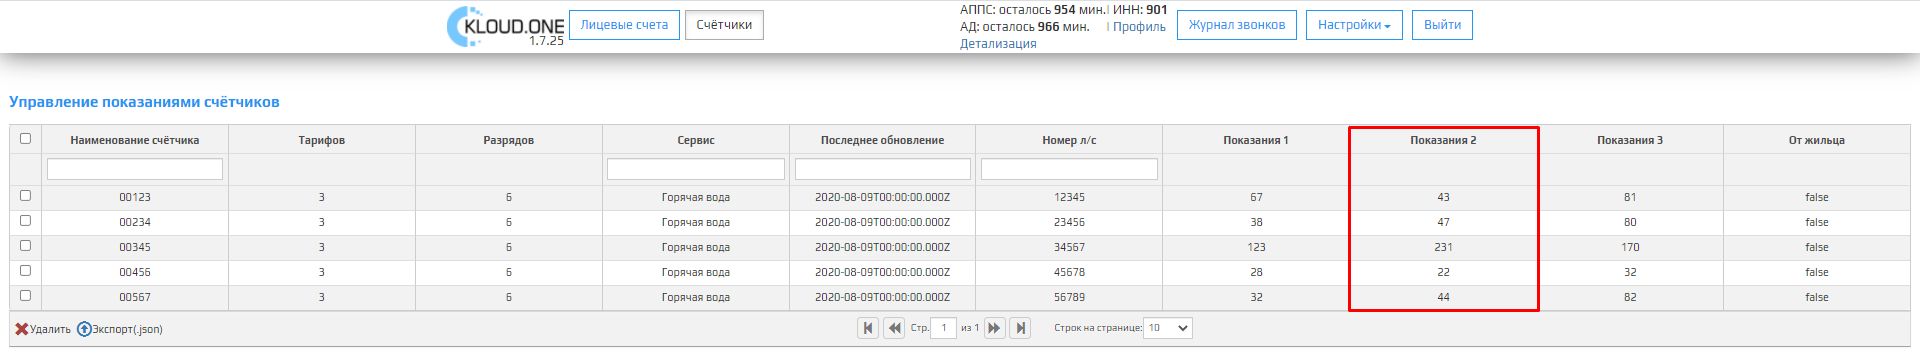 KLOUD.ONE
1.7.25
Лицевые счета
Счётчики
АППС: осталось 954 мин.| ИНН: 901
АД: осталось 966 мин. | Профиль
Детализация
Журнал звонков
Настройки
Выйти
Управление показаниями счётчиков
Наименование счётчика Тарифов Разрядов Сервис Последнее обновление Номер л/с Показания 1 Показания 2 Показания 3 От жильца
00123 3 6 Горячая вода 2020-08-09T00:00:00.000Z 12345 67 43 81 false
00234 3 6 Горячая вода 2020-08-09T00:00:00.000Z 23456 38 47 80 false
00345 3 6 Горячая вода 2020-08-09T00:00:00.000Z 34567 123 231 170 false
00456 3 6 Горячая вода 2020-08-09T00:00:00.000Z 45678 28 22 32 false
00567 3 6 Горячая вода 2020-08-09T00:00:00.000Z 56789 32 44 82 false
Удалить Экспорт(.json) Стр. 1 из 1 Строк на странице: 10